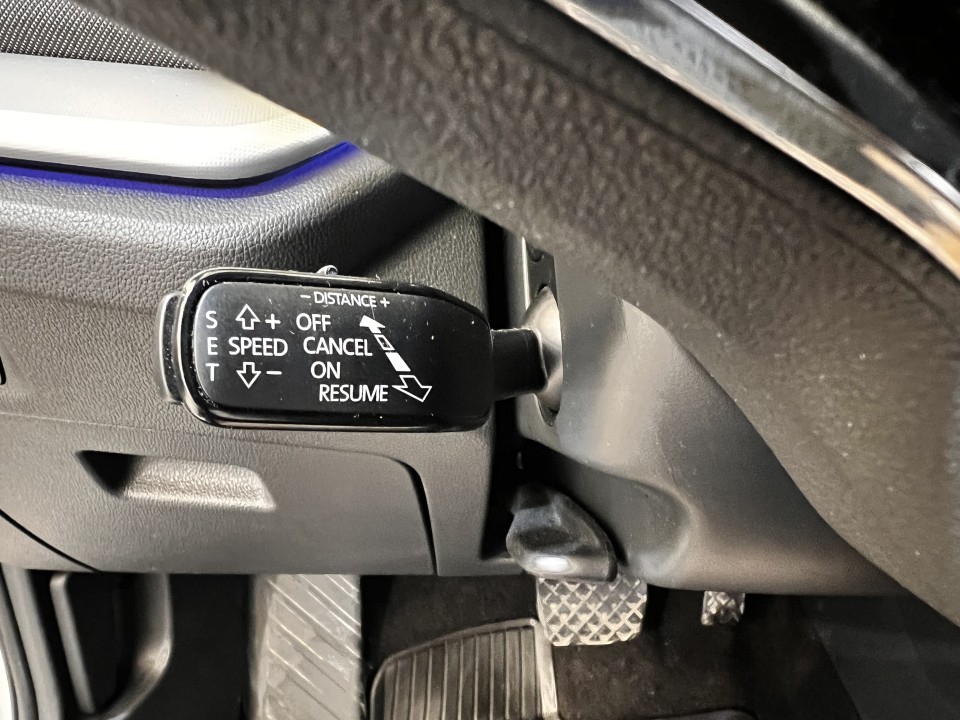 − DISTANCE +
S + OFF
E SPEED CANCEL
T − ON
RESUME